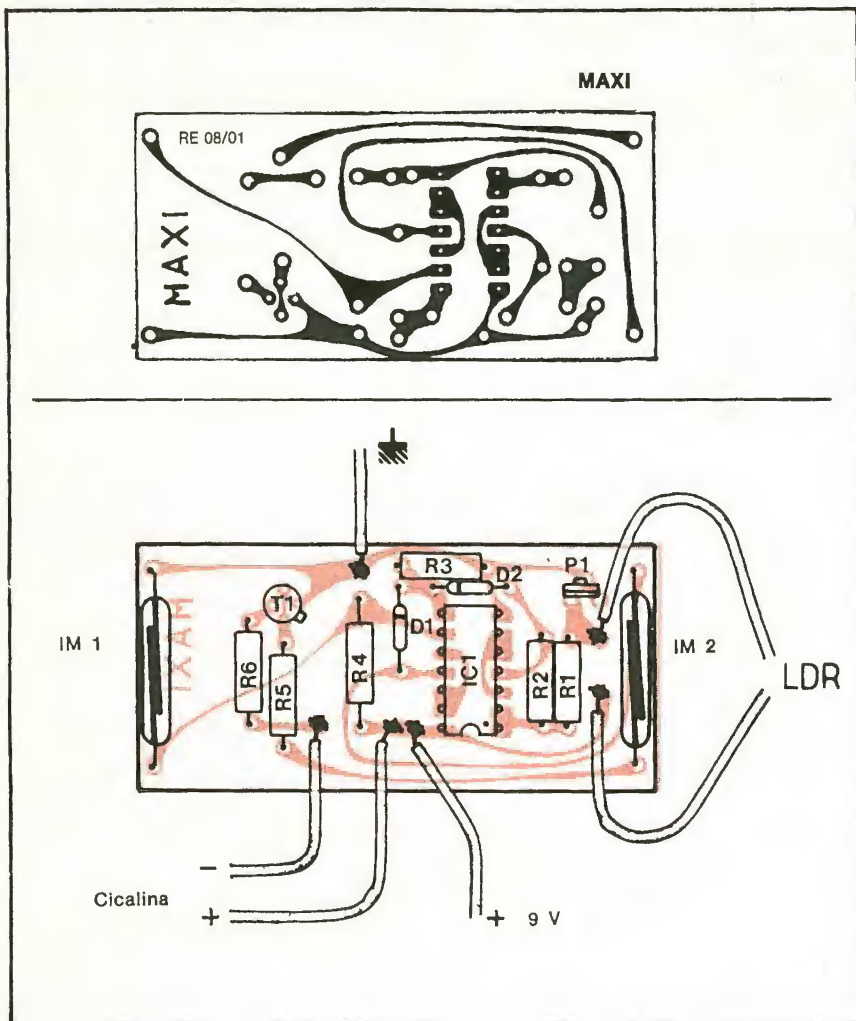 MAXI
RE 08/01
MAXI
R3
D2
P1
T1
D1
IM 1
MAXI
IM 2
R6
R5
R4
IC1
R2
R1
LDR
-
Cicalina
+
+ 9 V